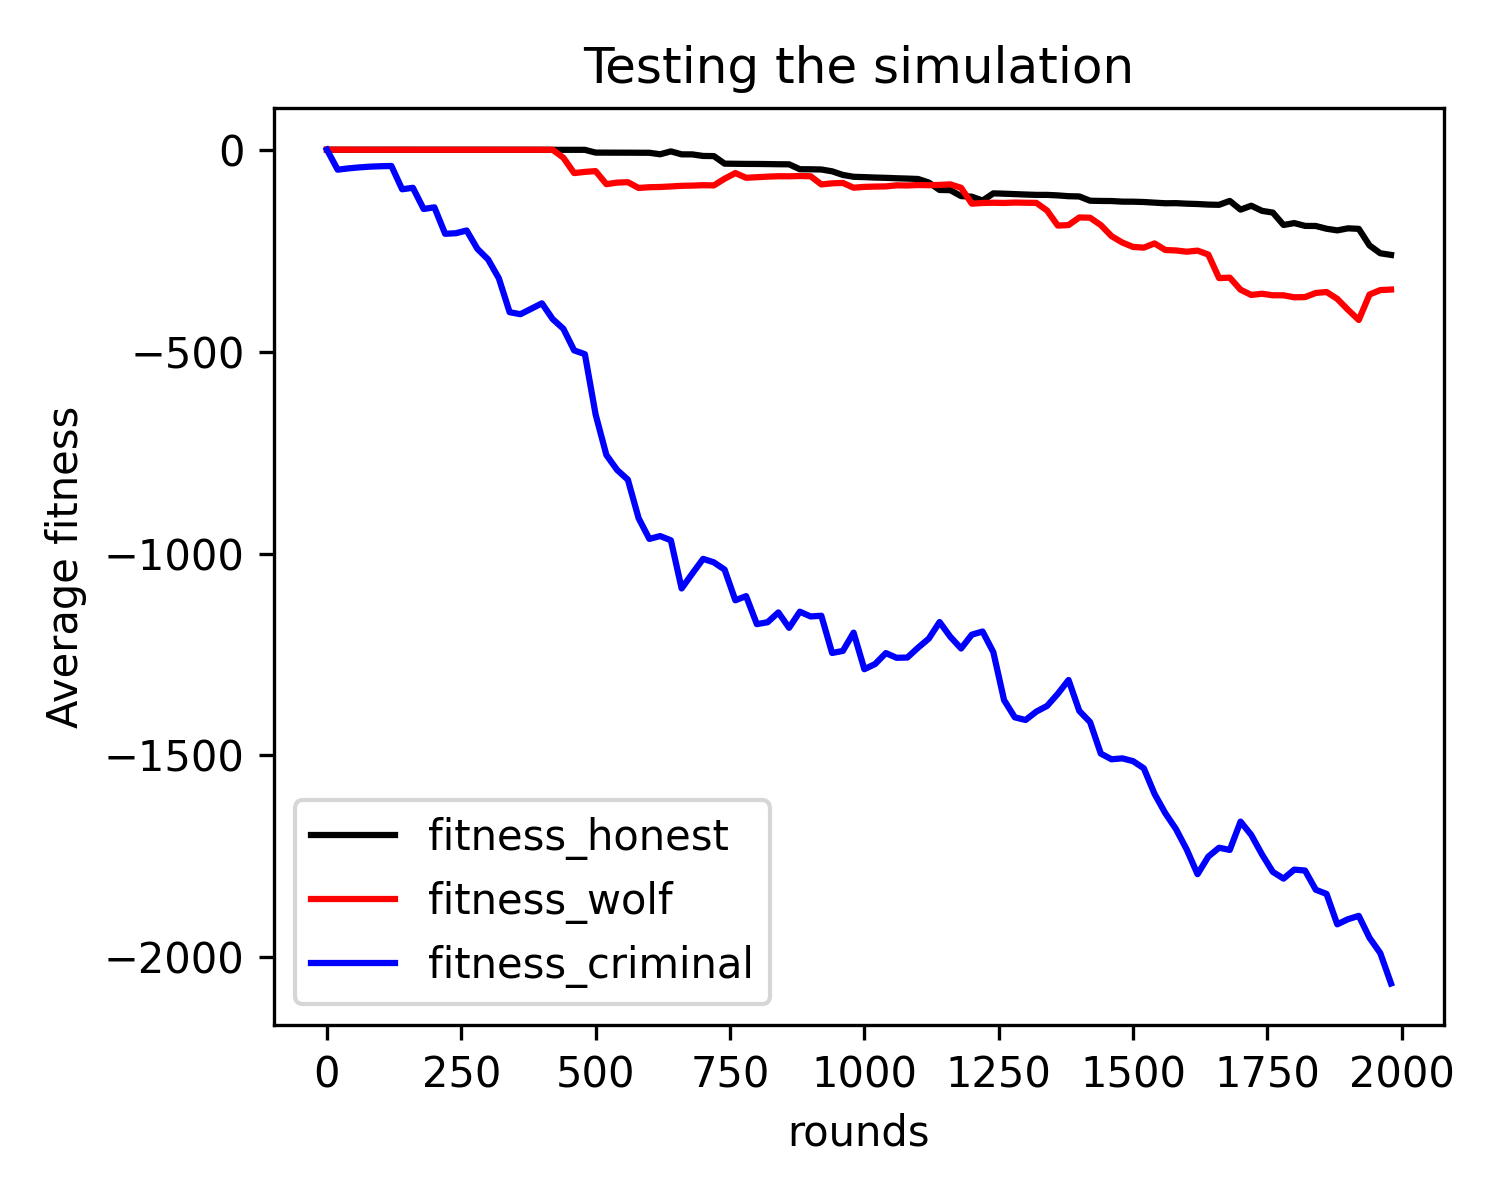 Testing the simulation
Average fitness
0
−500
−1000
−1500
−2000
fitness_honest
fitness_wolf
fitness_criminal
0 250 500 750 1000 1250 1500 1750 2000
rounds